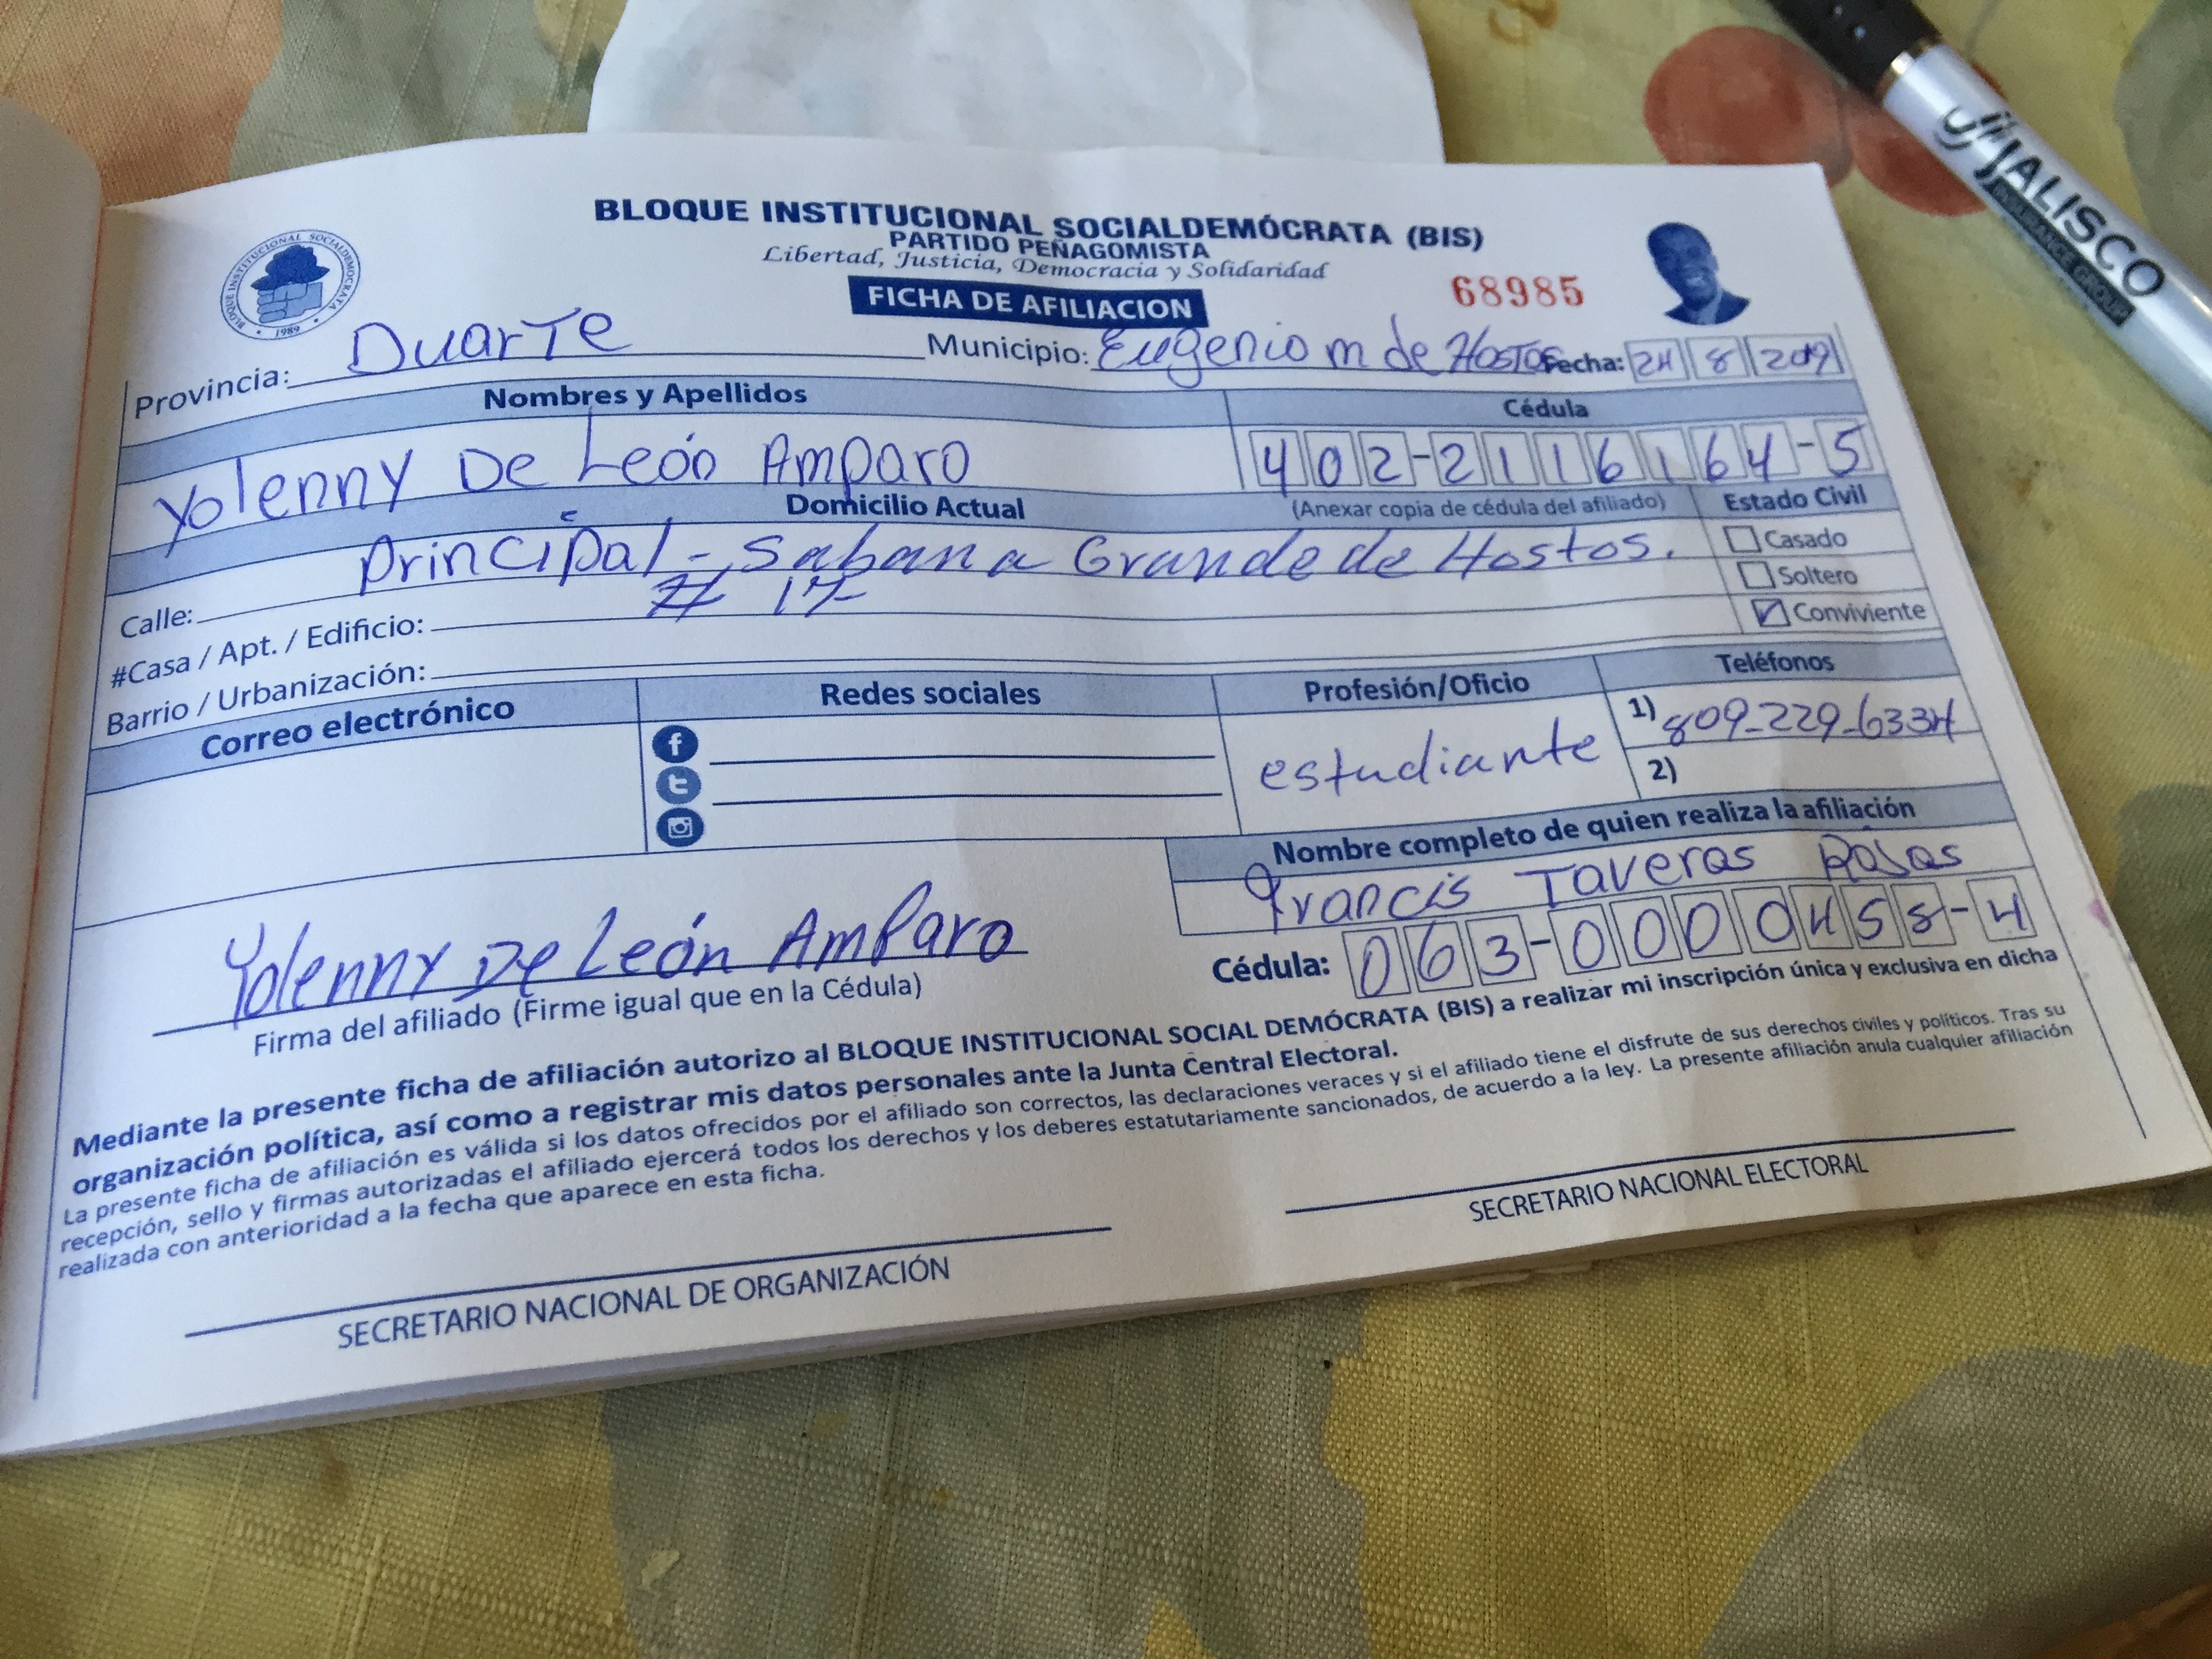 BLOQUE INSTITUCIONAL SOCIALDEMÓCRATA (BIS)
PARTIDO PEÑAGOMISTA
Libertad, Justicia, Democracia y Solidaridad
FICHA DE AFILIACION
68985
BLOQUE INSTITUCIONAL SOCIALDEMÓCRATA • 1989 •
Provincia: Duarte Municipio: Eugenio m de Hostos Fecha: 24 8 2019
Nombres y Apellidos Cédula
Yolenny De León Amparo 402-2116164-5
Domicilio Actual (Anexar copia de cédula del afiliado) Estado Civil
Calle: principal - Sabana Grande de Hostos. Casado
#Casa / Apt. / Edificio: # 17 Soltero
Barrio / Urbanización: Conviviente
Correo electrónico Redes sociales Profesión/Oficio Teléfonos
estudiante 1) 809-229-6334
2)
Nombre completo de quien realiza la afiliación
Francis Taveras Rojas
Cédula: 063-0000458-4
Yolenny De León Amparo
Firma del afiliado (Firme igual que en la Cédula)
Mediante la presente ficha de afiliación autorizo al BLOQUE INSTITUCIONAL SOCIAL DEMÓCRATA (BIS) a realizar mi inscripción única y exclusiva en dicha
organización política, así como a registrar mis datos personales ante la Junta Central Electoral.
La presente ficha de afiliación es válida si los datos ofrecidos por el afiliado son correctos, las declaraciones veraces y si el afiliado tiene el disfrute de sus derechos civiles y políticos. Tras su
recepción, sello y firmas autorizadas el afiliado ejercerá todos los derechos y los deberes estatutariamente sancionados, de acuerdo a la ley. La presente afiliación anula cualquier afiliación
realizada con anterioridad a la fecha que aparece en esta ficha.
SECRETARIO NACIONAL DE ORGANIZACIÓN
SECRETARIO NACIONAL ELECTORAL
JALISCO
INSURANCE GROUP